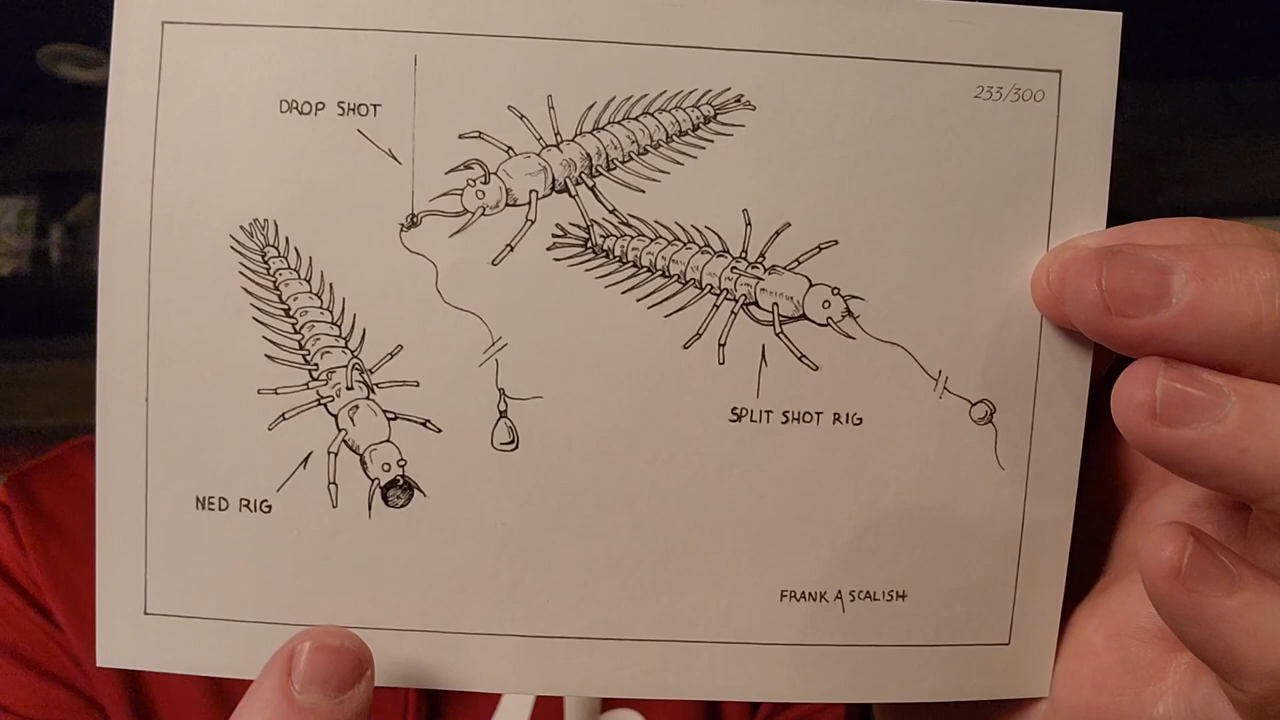 233/300
DROP SHOT
SPLIT SHOT RIG
NED RIG
FRANK A SCALISH